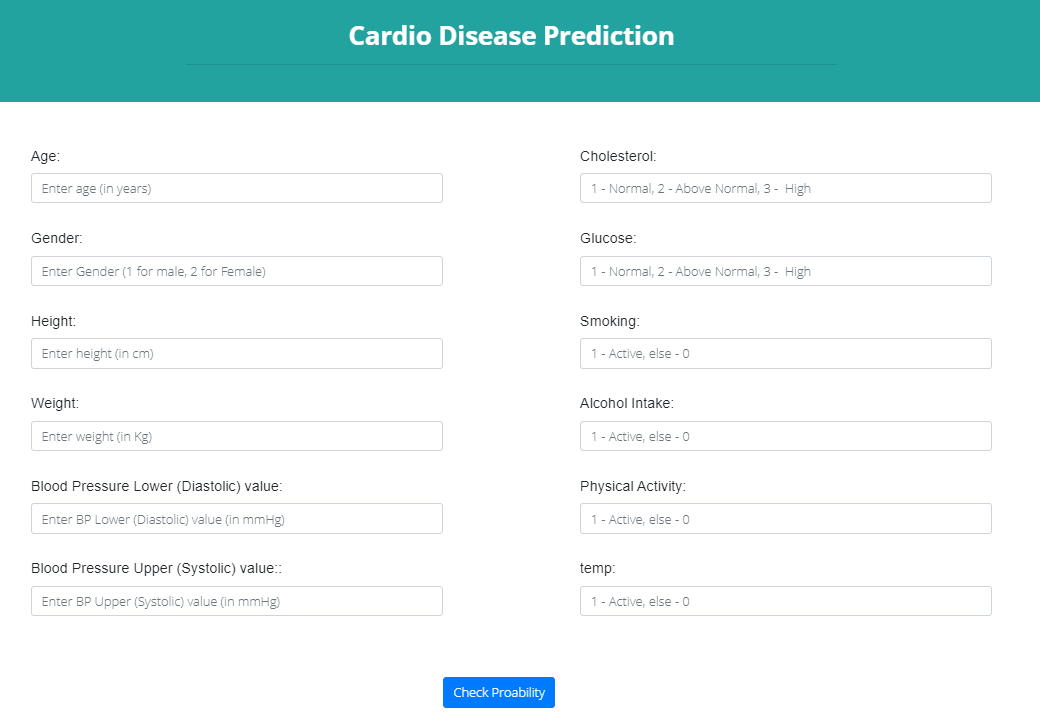 Cardio Disease Prediction
Age:
Enter age (in years)
Gender:
Enter Gender (1 for male, 2 for Female)
Height:
Enter height (in cm)
Weight:
Enter weight (in Kg)
Blood Pressure Lower (Diastolic) value:
Enter BP Lower (Diastolic) value (in mmHg)
Blood Pressure Upper (Systolic) value::
Enter BP Upper (Systolic) value (in mmHg)
Cholesterol:
1 - Normal, 2 - Above Normal, 3 -  High
Glucose:
1 - Normal, 2 - Above Normal, 3 -  High
Smoking:
1 - Active, else - 0
Alcohol Intake:
1 - Active, else - 0
Physical Activity:
1 - Active, else - 0
temp:
1 - Active, else - 0
Check Proability